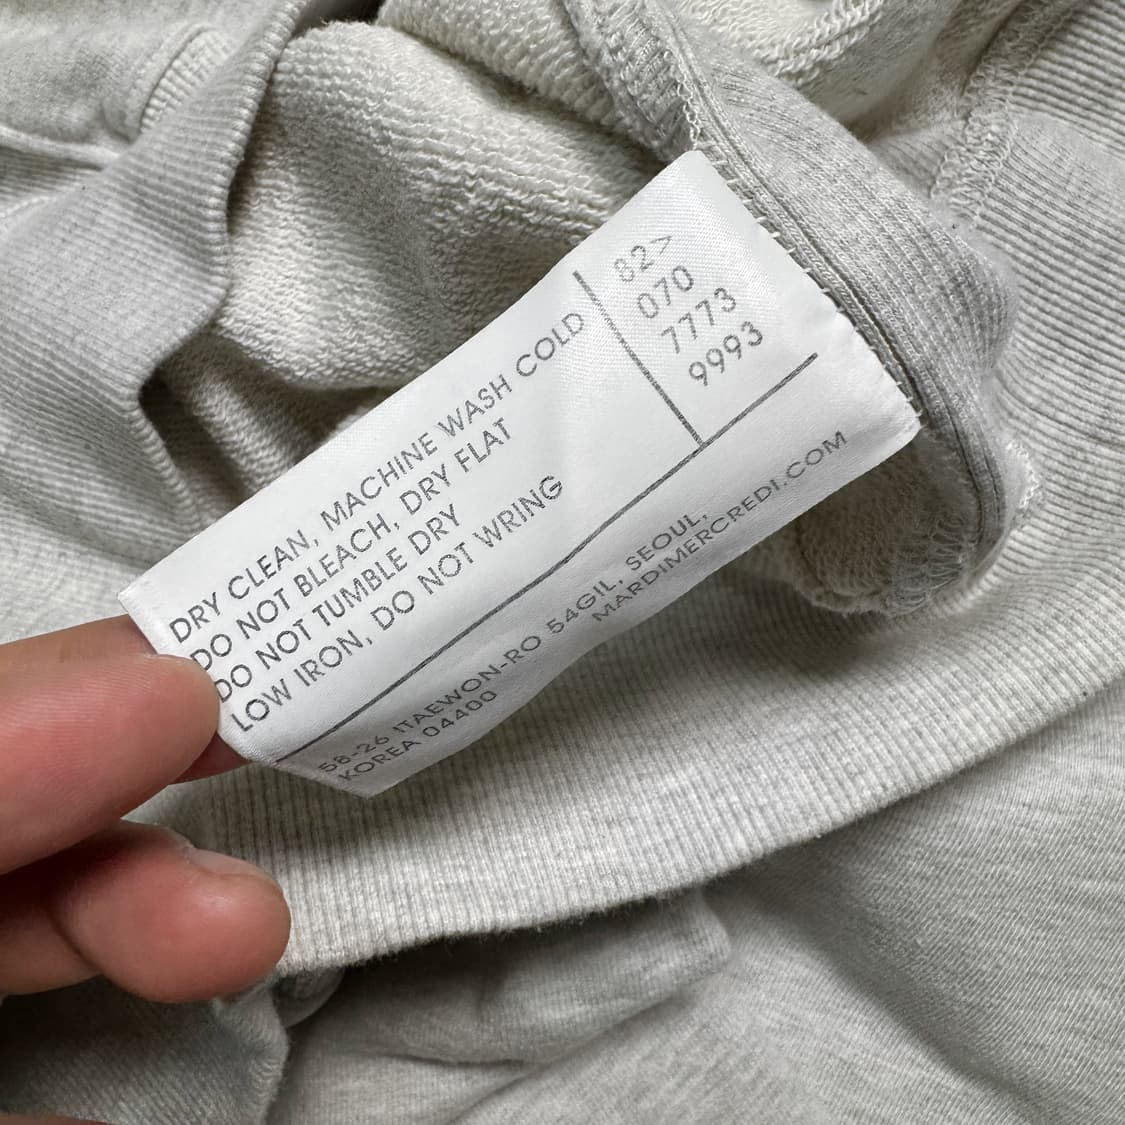 DRY CLEAN, MACHINE WASH COLD
DO NOT BLEACH, DRY FLAT
DO NOT TUMBLE DRY
LOW IRON, DO NOT WRING
82>
070
7773
9993
58-26 ITAEWON-RO 54GIL, SEOUL,
KOREA 04400
MARDIMERCREDI.COM